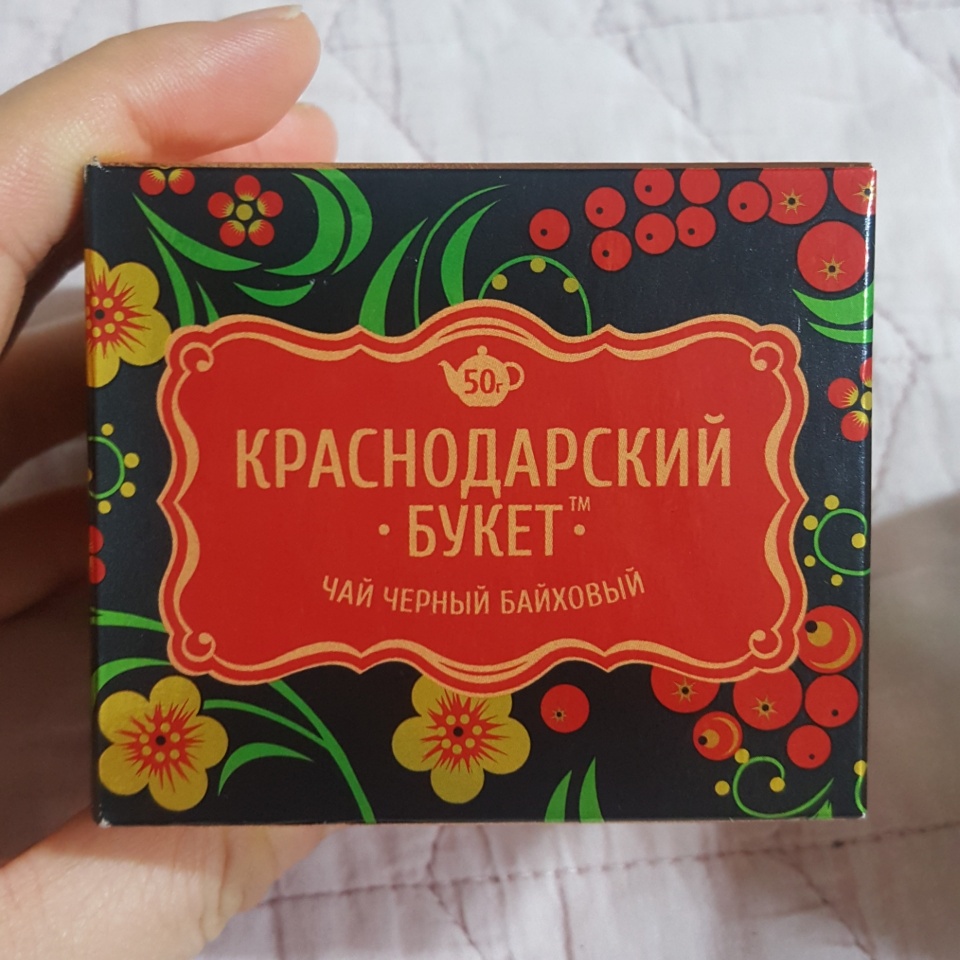 50г
КРАСНОДАРСКИЙ
• БУКЕТ™ •
ЧАЙ ЧЕРНЫЙ БАЙХОВЫЙ